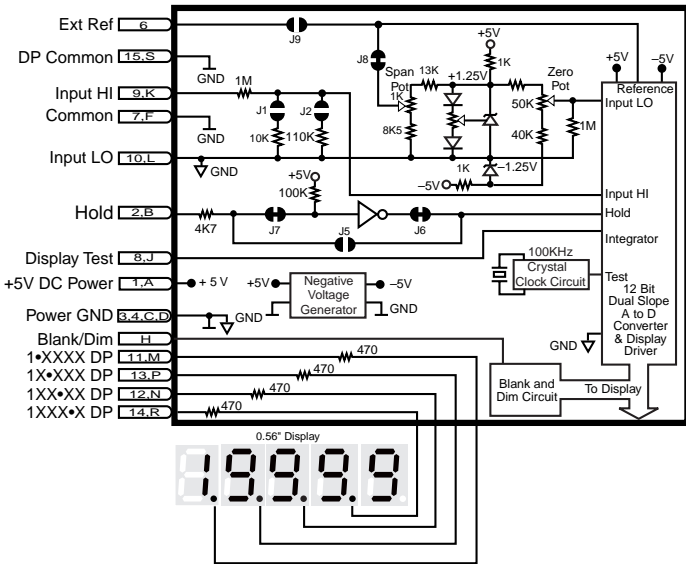 Ext Ref 6
J9
DP Common 15,S
GND
J8
+5V
1K
Span Pot
1K
13K
+1.25V
Zero Pot
+5V
–5V
Reference
Input HI 9,K
1M
J1
J2
50K
Input LO
Common 7,F
GND
10K
110K
8K5
40K
1M
Input LO 10,L
GND
1K
–1.25V
–5V
+5V
100K
Input HI
Hold 2,B
4K7
J7
J6
Hold
J5
Integrator
Display Test 8,J
100KHz
Crystal Clock Circuit
Test
+5V DC Power 1,A
+ 5 V
+5V
Negative Voltage Generator
–5V
GND
12 Bit
Dual Slope
A to D
Converter
& Display
Driver
Power GND 3,4,C,D
GND
GND
Blank/Dim H
1•XXXX DP 11,M
470
1X•XXX DP 13,P
470
Blank and Dim Circuit
To Display
1XX•XX DP 12,N
470
1XXX•X DP 14,R
470
0.56" Display
1.9.9.9.9